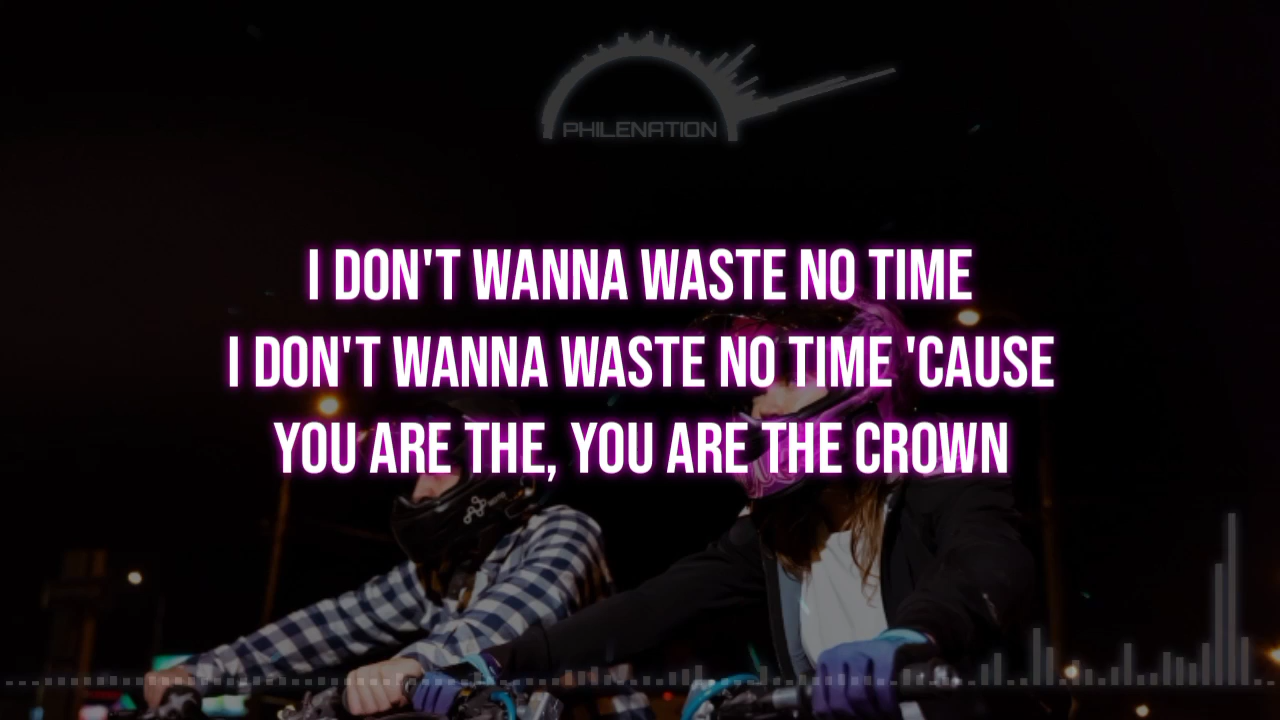 PHILENATION
I DON'T WANNA WASTE NO TIME
I DON'T WANNA WASTE NO TIME 'CAUSE
YOU ARE THE, YOU ARE THE CROWN